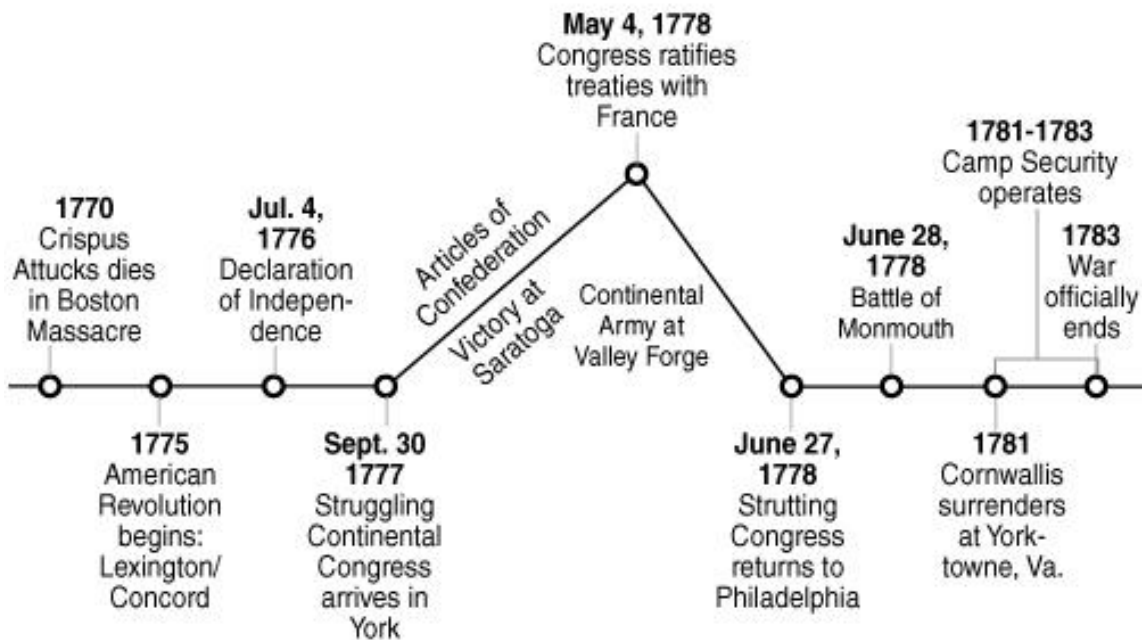 May 4, 1778
Congress ratifies
treaties with
France
1781-1783
Camp Security
operates
1770
Crispus
Attucks dies
in Boston
Massacre
Jul. 4,
1776
Declaration
of Indepen-
dence
Articles of
Confederation
Victory at
Saratoga
Continental
Army at
Valley Forge
June 28,
1778
Battle of
Monmouth
1783
War
officially
ends
1775
American
Revolution
begins:
Lexington/
Concord
Sept. 30
1777
Struggling
Continental
Congress
arrives in
York
June 27,
1778
Strutting
Congress
returns to
Philadelphia
1781
Cornwallis
surrenders
at York-
towne, Va.